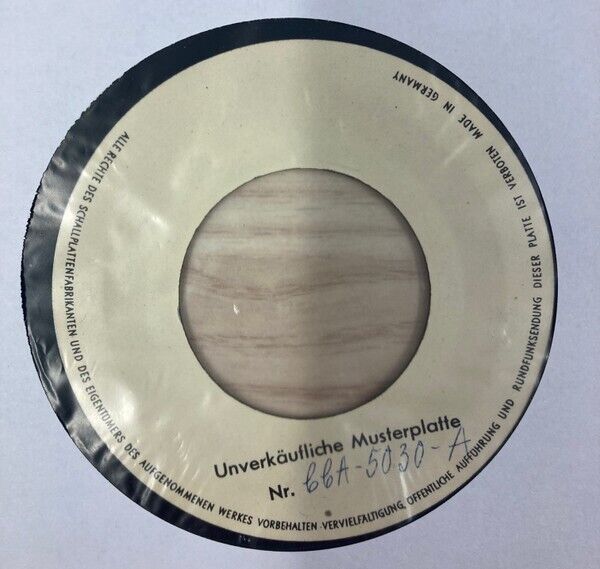 Unverkäufliche Musterplatte
Nr. CCA-5030-A
ALLE RECHTE DES SCHALLPLATTENFABRIKANTEN UND DES EIGENTÜMERS DES AUFGENOMMENEN WERKES VORBEHALTEN · VERVIELFÄLTIGUNG, ÖFFENTLICHE AUFFÜHRUNG UND RUNDFUNKSENDUNG DIESER PLATTE IST VERBOTEN MADE IN GERMANY